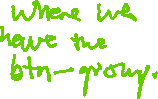 where we
have the
btn-group.